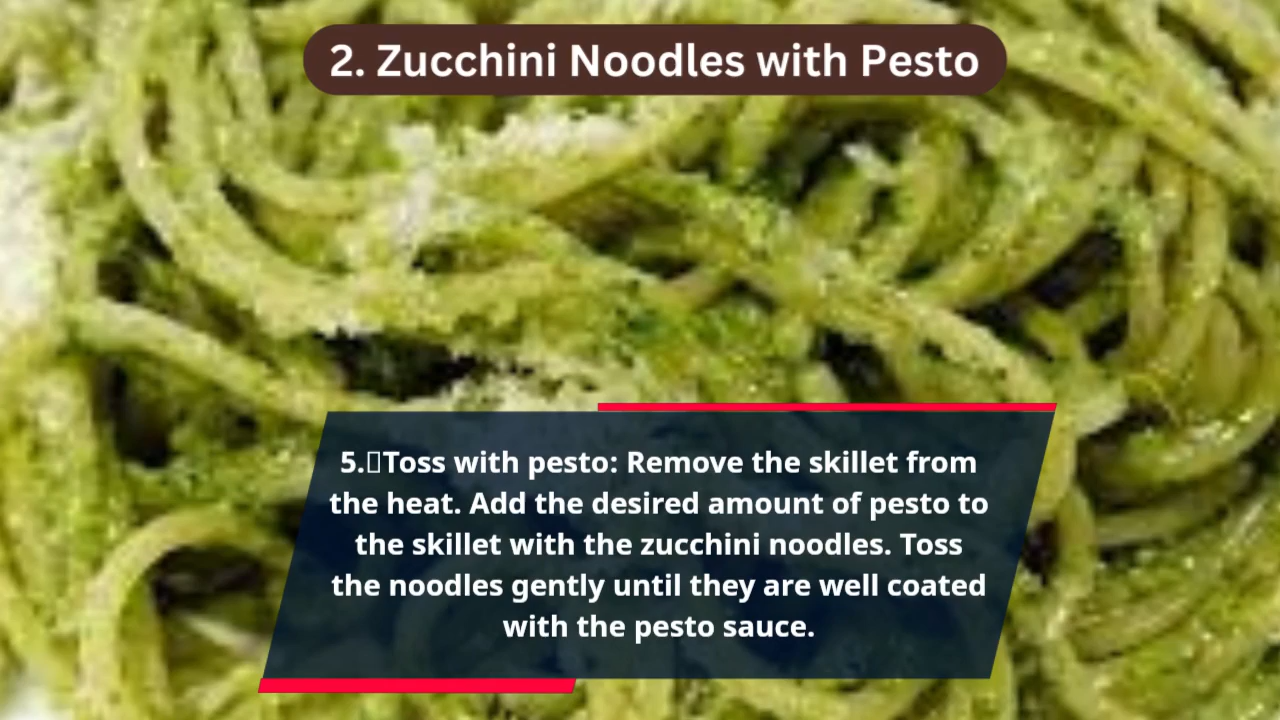 2. Zucchini Noodles with Pesto
5.▯Toss with pesto: Remove the skillet from
the heat. Add the desired amount of pesto to
the skillet with the zucchini noodles. Toss
the noodles gently until they are well coated
with the pesto sauce.